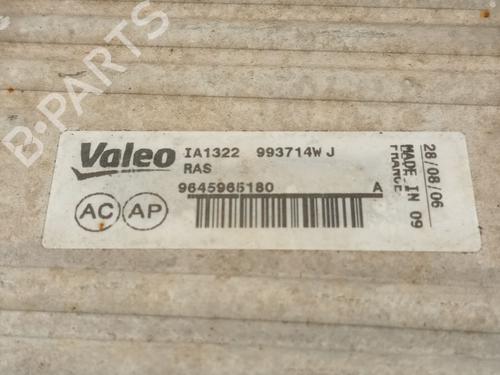 B-PARTS
Valeo
IA1322 993714W J
RAS
9645965180 A
AC AP
28/08/06
MADE IN 09
FRANCE